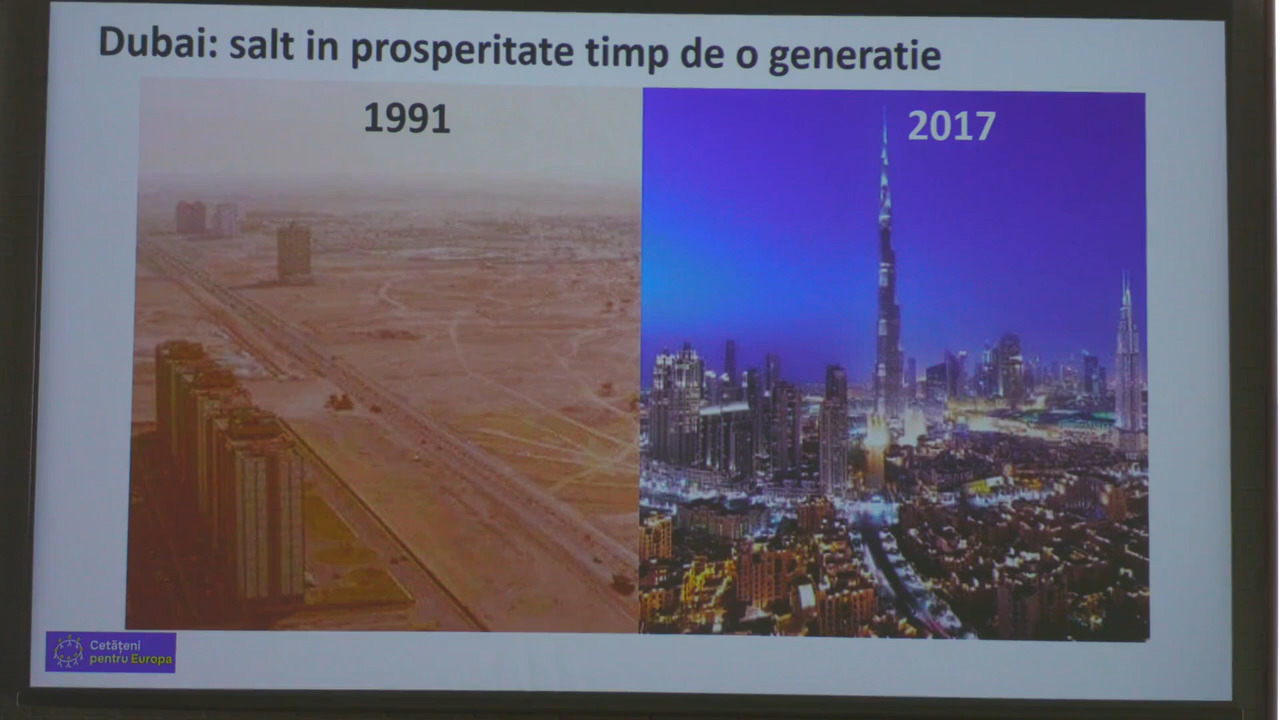 Dubai: salt in prosperitate timp de o generatie
1991
2017
Cetățeni
pentru Europa